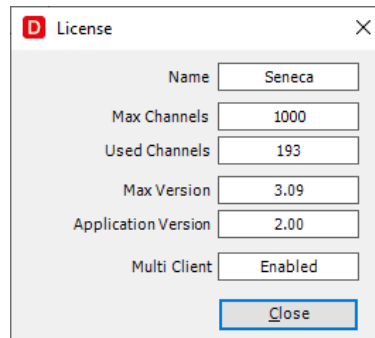 D License
Name Seneca
Max Channels 1000
Used Channels 193
Max Version 3.09
Application Version 2.00
Multi Client Enabled
Close